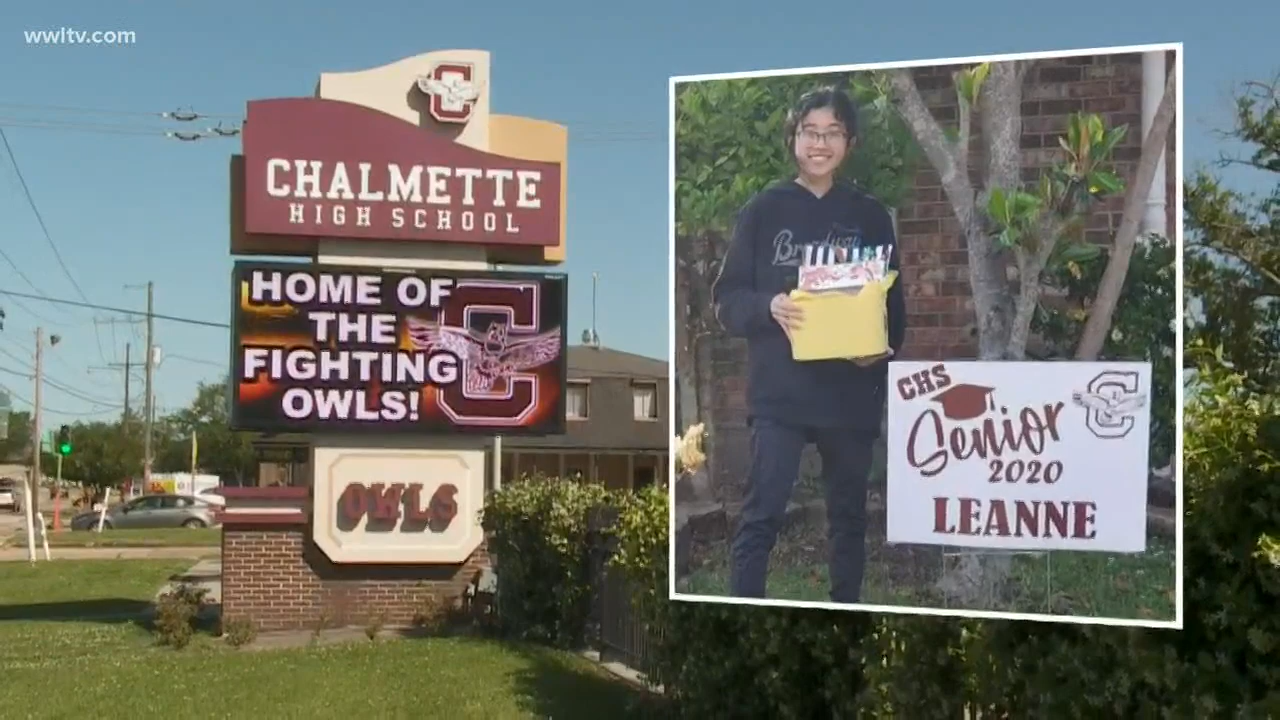 wwltv.com
C
CHALMETTE
HIGH SCHOOL
HOME OF
THE
FIGHTING
OWLS!
C
OWLS
CHS
Senior
2020
LEANNE
C